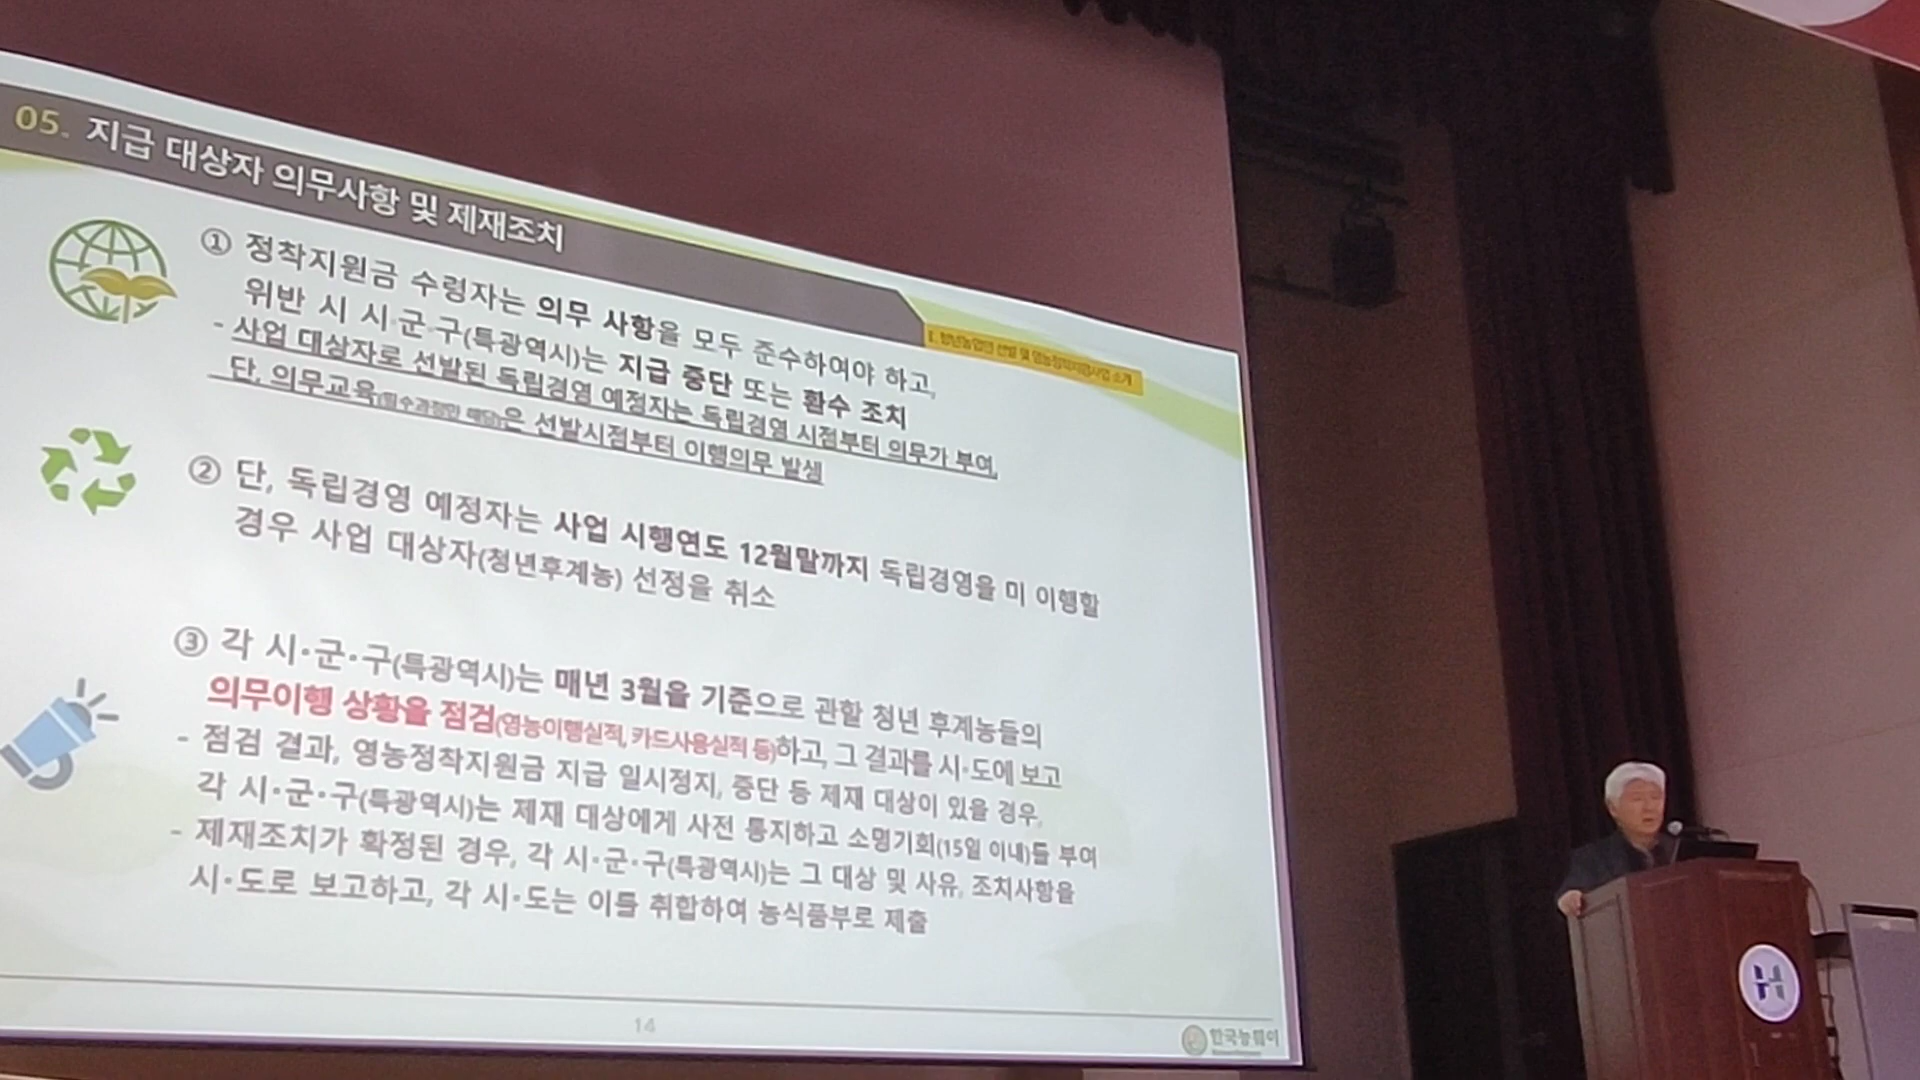 05. 지급 대상자 의무사항 및 제재조치
Ⅰ. 청년농업인 선발 및 영농정착지원사업 소개
① 정착지원금 수령자는 의무 사항을 모두 준수하여야 하고,
위반 시 시·군·구(특광역시)는 지급 중단 또는 환수 조치
- 사업 대상자로 선발된 독립경영 예정자는 독립경영 시점부터 의무가 부여,
단, 의무교육(필수과정만 해당)은 선발시점부터 이행의무 발생
② 단, 독립경영 예정자는 사업 시행연도 12월말까지 독립경영을 미 이행할
경우 사업 대상자(청년후계농) 선정을 취소
③ 각 시·군·구(특광역시)는 매년 3월을 기준으로 관할 청년 후계농들의
의무이행 상황을 점검(영농이행실적, 카드사용실적 등)하고, 그 결과를 시·도에 보고
- 점검 결과, 영농정착지원금 지급 일시정지, 중단 등 제재 대상이 있을 경우,
각 시·군·구(특광역시)는 제재 대상에게 사전 통지하고 소명기회(15일 이내)를 부여
- 제재조치가 확정된 경우, 각 시·군·구(특광역시)는 그 대상 및 사유, 조치사항을
시·도로 보고하고, 각 시·도는 이를 취합하여 농식품부로 제출
14